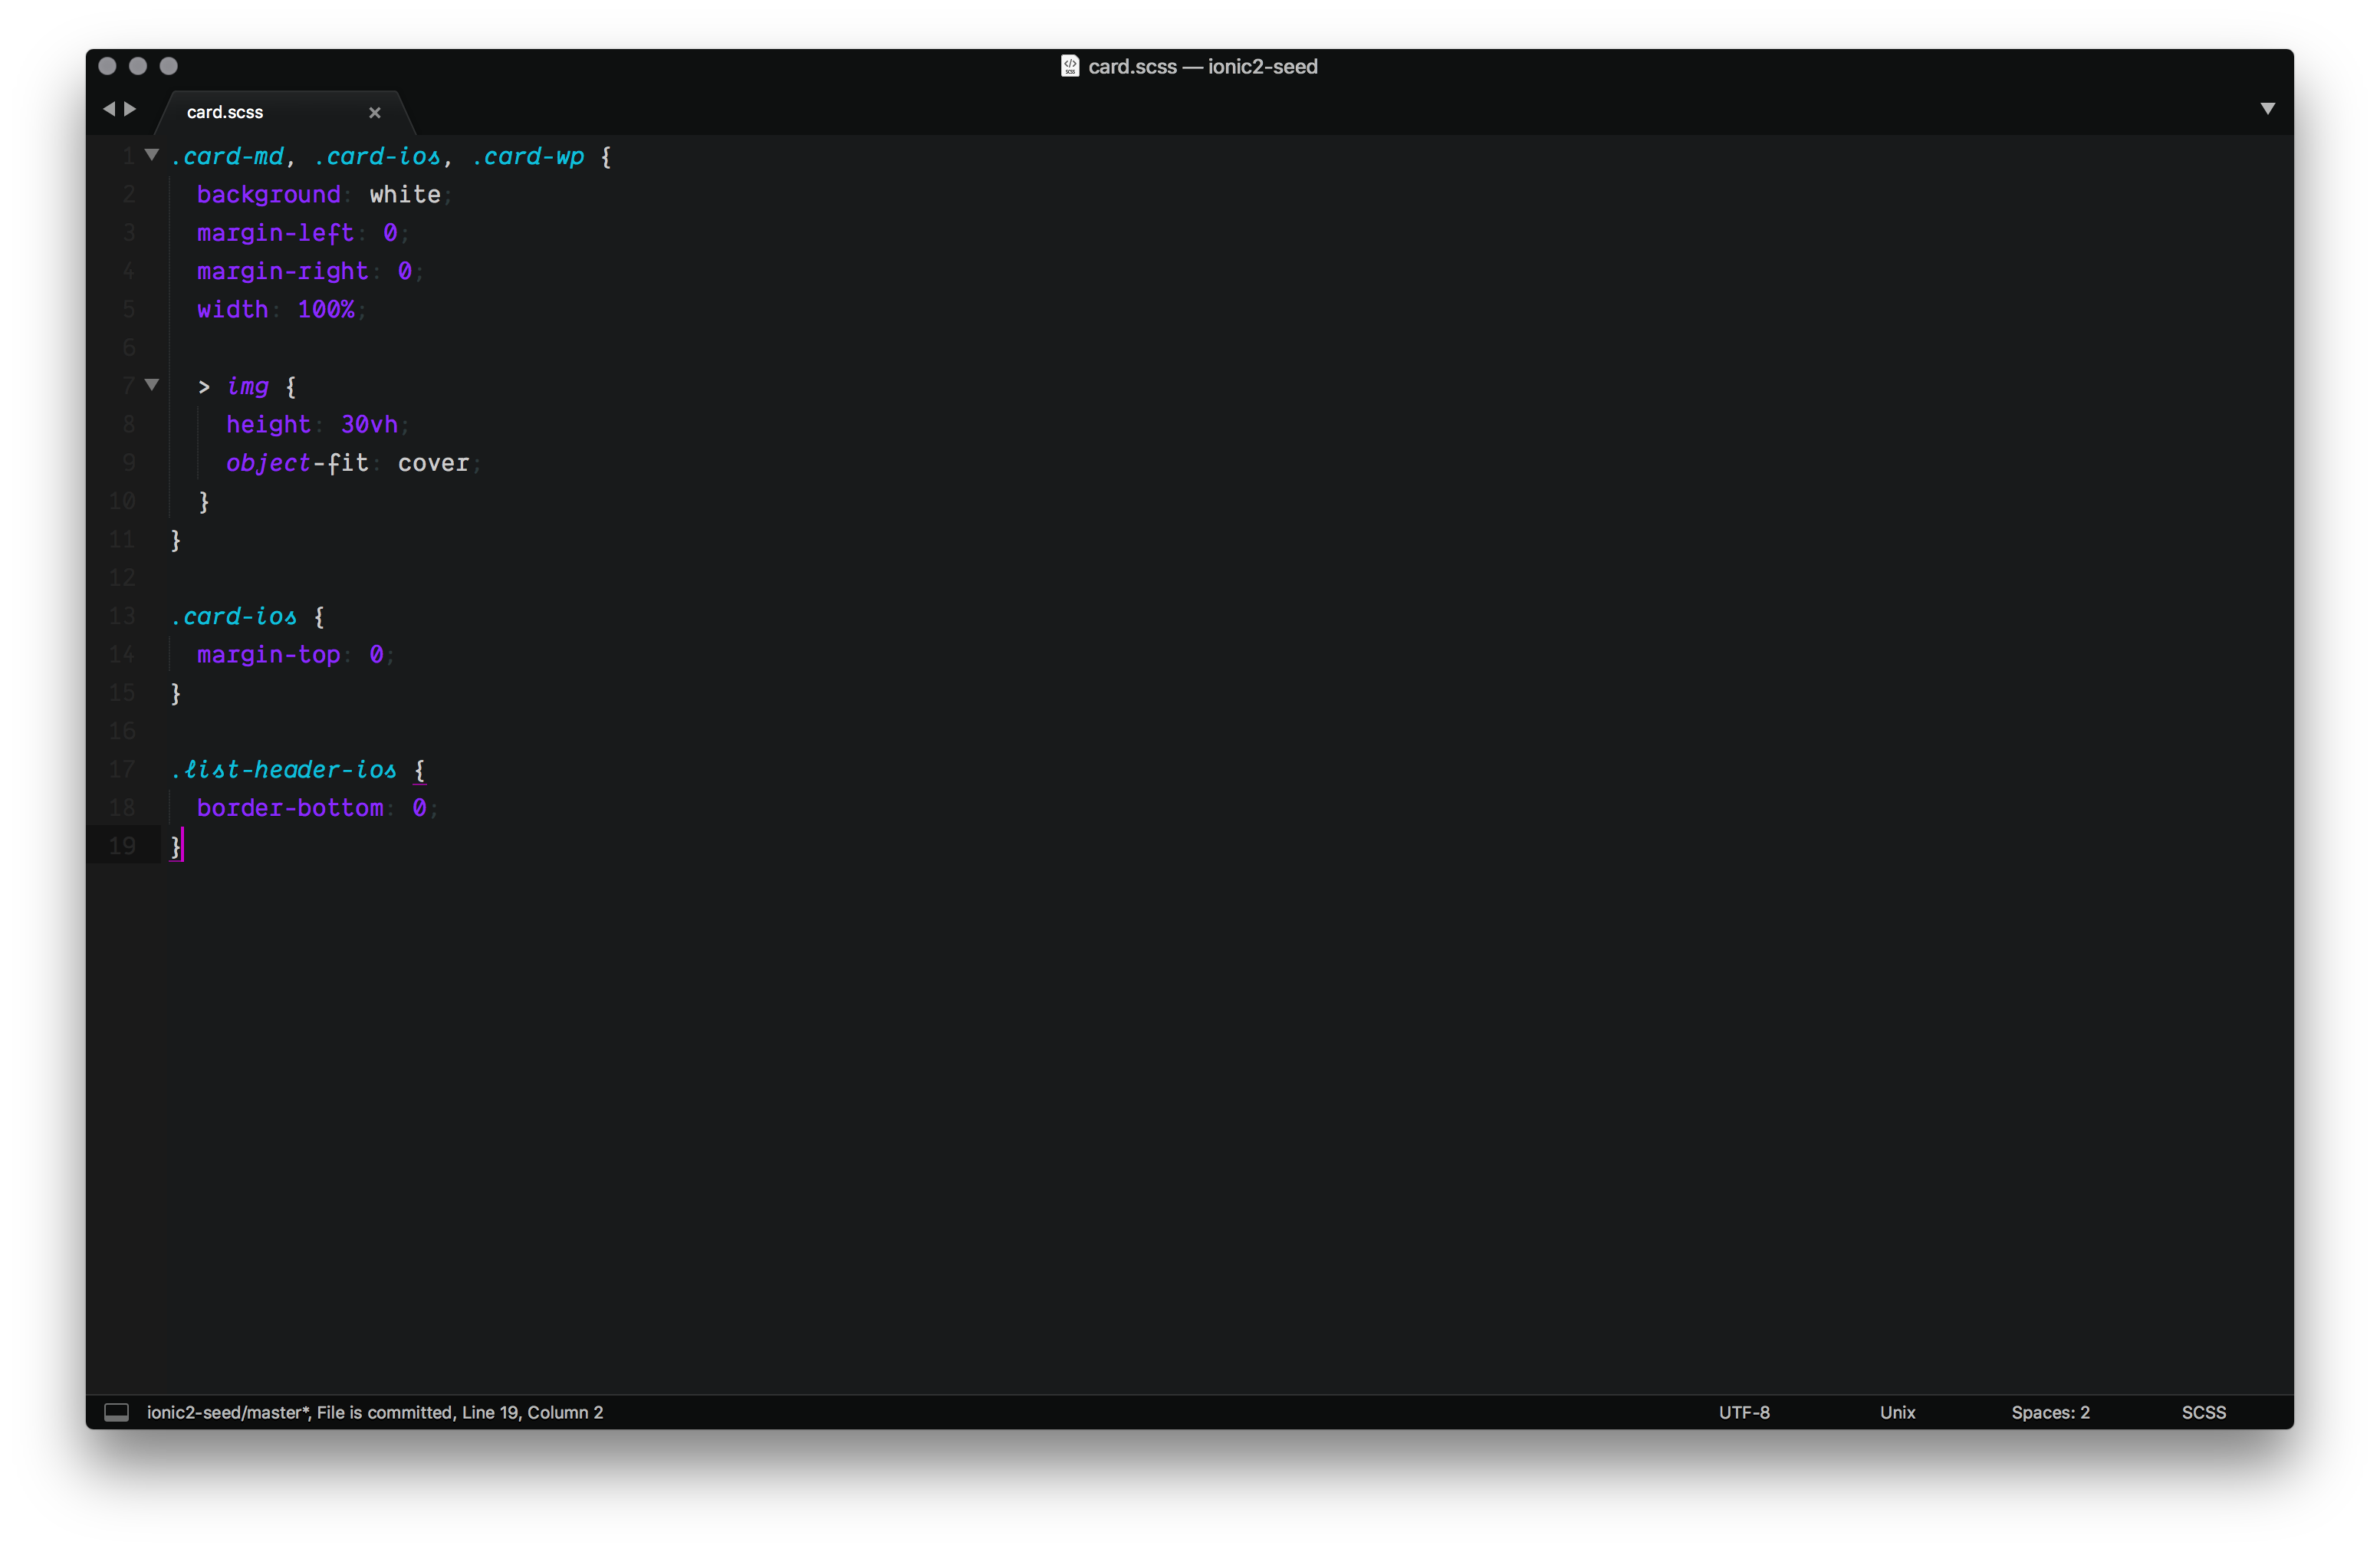 card.scss — ionic2-seed
card.scss
1 .card-md, .card-ios, .card-wp {
2   background: white;
3   margin-left: 0;
4   margin-right: 0;
5   width: 100%;
6
7   > img {
8     height: 30vh;
9     object-fit: cover;
10   }
11 }
12
13 .card-ios {
14   margin-top: 0;
15 }
16
17 .list-header-ios {
18   border-bottom: 0;
19 }
ionic2-seed/master*, File is committed, Line 19, Column 2 UTF-8 Unix Spaces: 2 SCSS